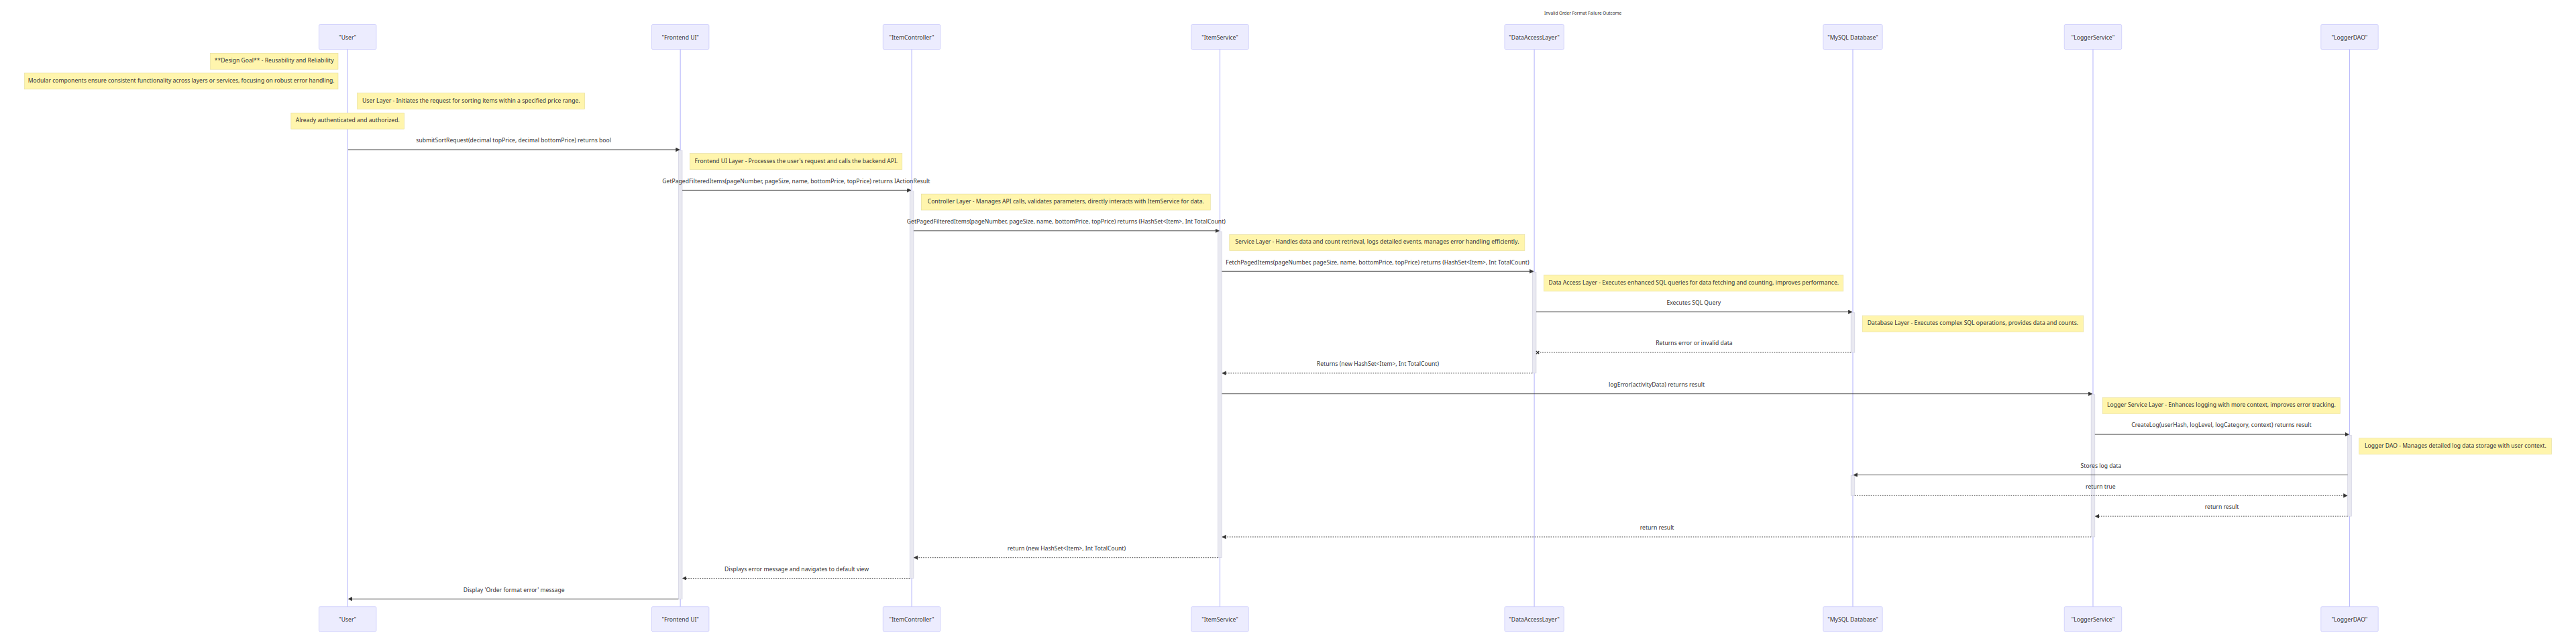 Invalid Order Format Failure Outcome
"User"
"Frontend UI"
"ItemController"
"ItemService"
"DataAccessLayer"
"MySQL Database"
"LoggerService"
"LoggerDAO"
**Design Goal** - Reusability and Reliability
Modular components ensure consistent functionality across layers or services, focusing on robust error handling.
User Layer - Initiates the request for sorting items within a specified price range.
Already authenticated and authorized.
submitSortRequest(decimal topPrice, decimal bottomPrice) returns bool
Frontend UI Layer - Processes the user's request and calls the backend API.
GetPagedFilteredItems(pageNumber, pageSize, name, bottomPrice, topPrice) returns IActionResult
Controller Layer - Manages API calls, validates parameters, directly interacts with ItemService for data.
GetPagedFilteredItems(pageNumber, pageSize, name, bottomPrice, topPrice) returns (HashSet<Item>, Int TotalCount)
Service Layer - Handles data and count retrieval, logs detailed events, manages error handling efficiently.
FetchPagedItems(pageNumber, pageSize, name, bottomPrice, topPrice) returns (HashSet<Item>, Int TotalCount)
Data Access Layer - Executes enhanced SQL queries for data fetching and counting, improves performance.
Executes SQL Query
Database Layer - Executes complex SQL operations, provides data and counts.
Returns error or invalid data
Returns (new HashSet<Item>, Int TotalCount)
logError(activityData) returns result
Logger Service Layer - Enhances logging with more context, improves error tracking.
CreateLog(userHash, logLevel, logCategory, context) returns result
Logger DAO - Manages detailed log data storage with user context.
Stores log data
return true
return result
return result
return (new HashSet<Item>, Int TotalCount)
Displays error message and navigates to default view
Display 'Order format error' message
"User"
"Frontend UI"
"ItemController"
"ItemService"
"DataAccessLayer"
"MySQL Database"
"LoggerService"
"LoggerDAO"